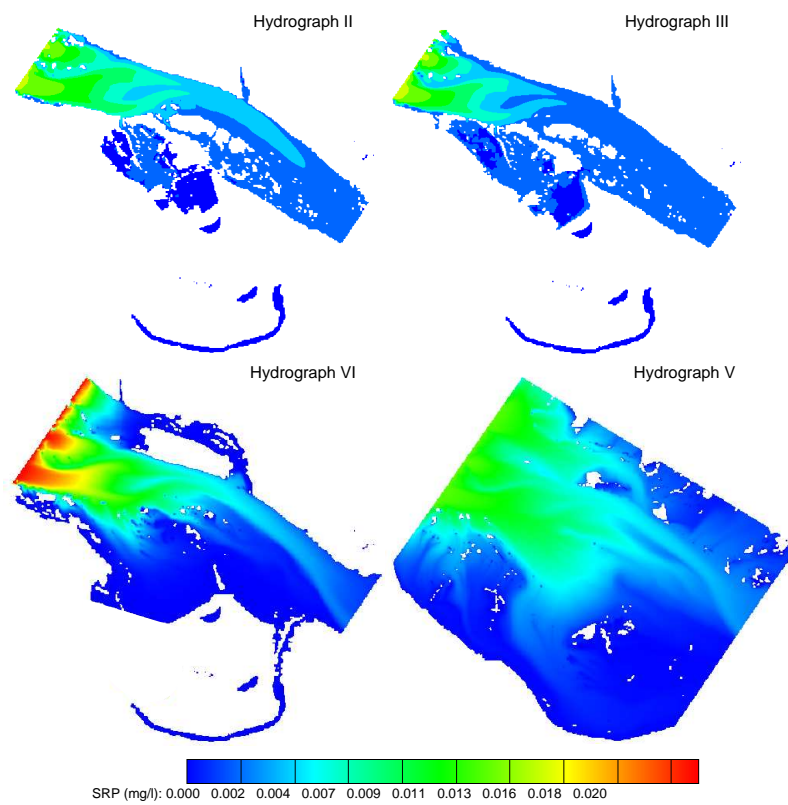 Hydrograph II
Hydrograph III
Hydrograph VI
Hydrograph V
SRP (mg/l): 0.000 0.002 0.004 0.007 0.009 0.011 0.013 0.016 0.018 0.020